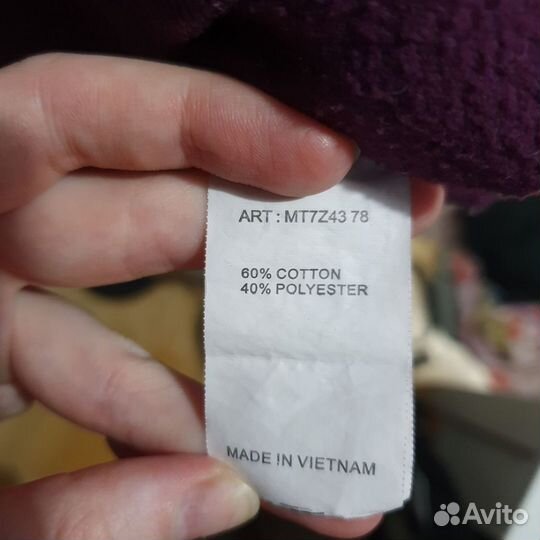 ART : MT7Z43 78
60% COTTON
40% POLYESTER
MADE IN VIETNAM
Avito